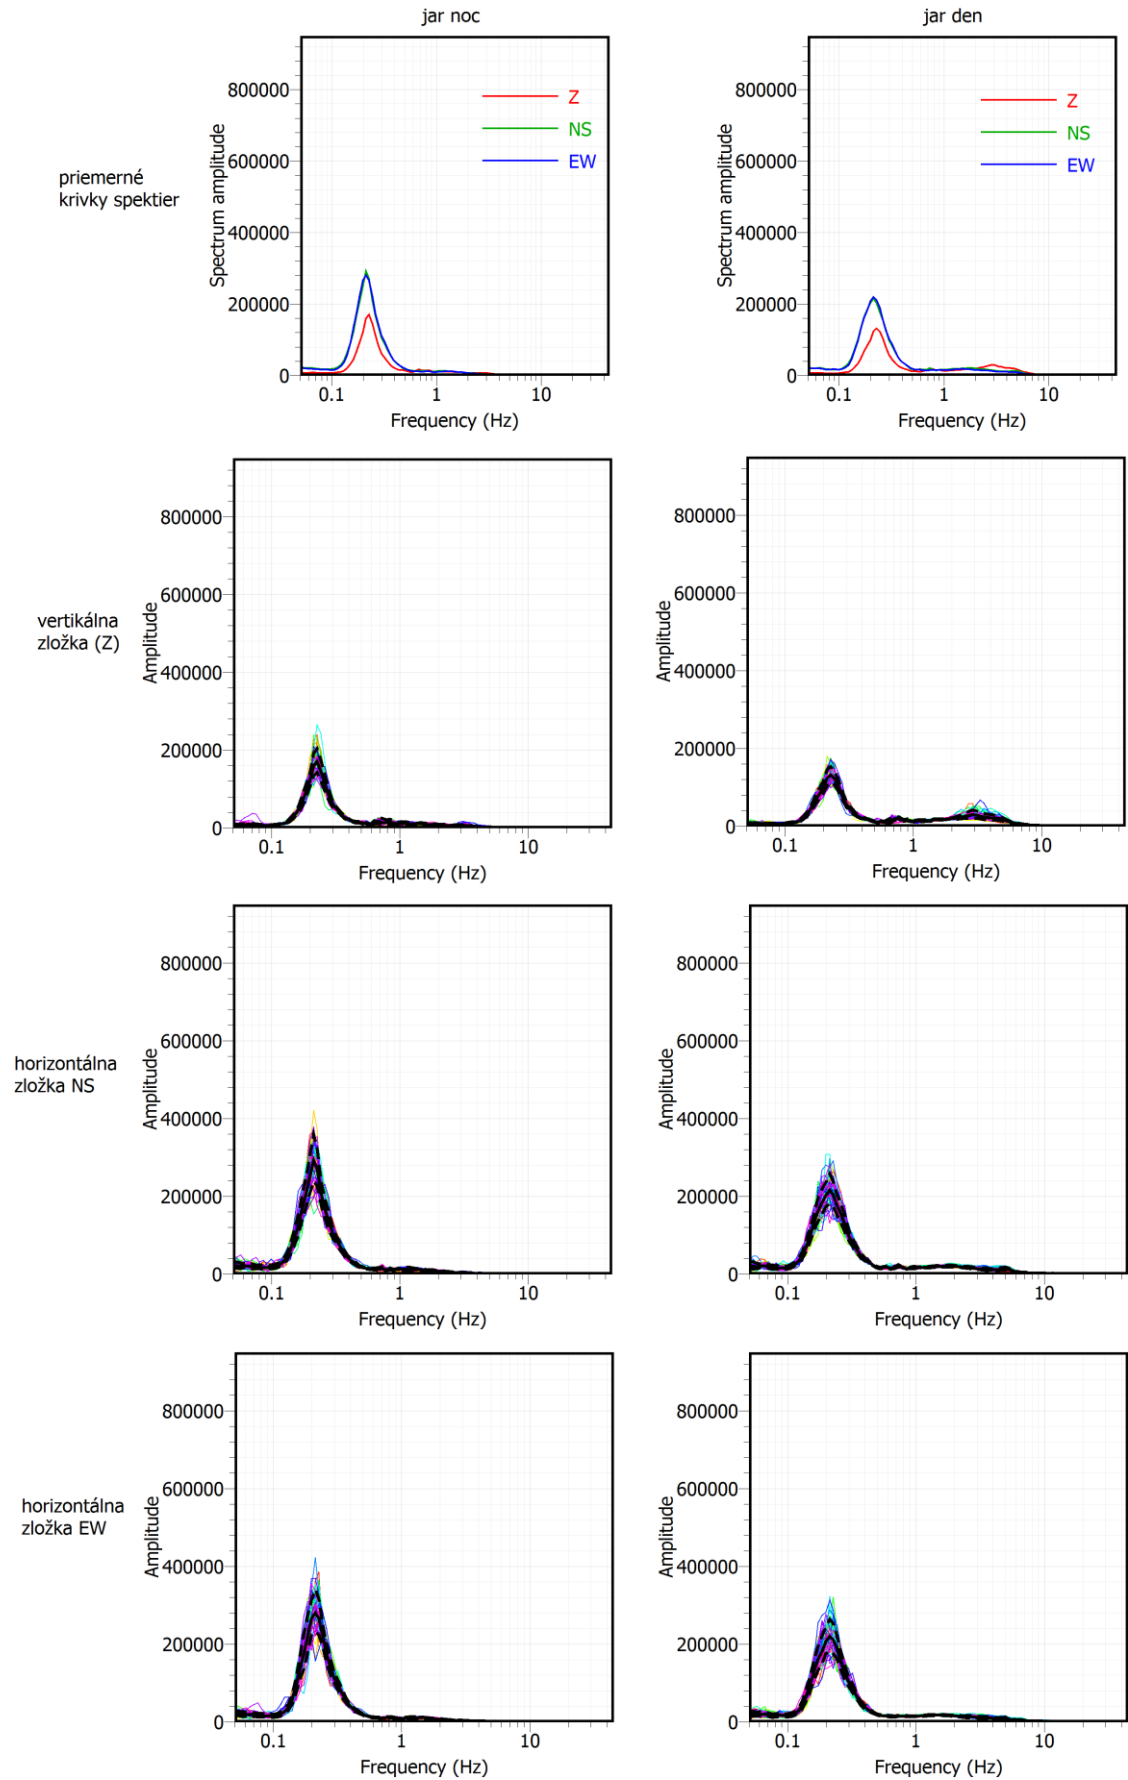 jar noc
jar den
priemerné
krivky spektier
Spectrum amplitude
800000
600000
400000
200000
0
Z
NS
EW
0.1
1
10
Frequency (Hz)
Spectrum amplitude
800000
600000
400000
200000
0
Z
NS
EW
0.1
1
10
Frequency (Hz)
vertikálna
zložka (Z)
Amplitude
800000
600000
400000
200000
0
0.1
1
10
Frequency (Hz)
Amplitude
800000
600000
400000
200000
0
0.1
1
10
Frequency (Hz)
horizontálna
zložka NS
Amplitude
800000
600000
400000
200000
0
0.1
1
10
Frequency (Hz)
Amplitude
800000
600000
400000
200000
0
0.1
1
10
Frequency (Hz)
horizontálna
zložka EW
Amplitude
800000
600000
400000
200000
0
0.1
1
10
Frequency (Hz)
Amplitude
800000
600000
400000
200000
0
0.1
1
10
Frequency (Hz)